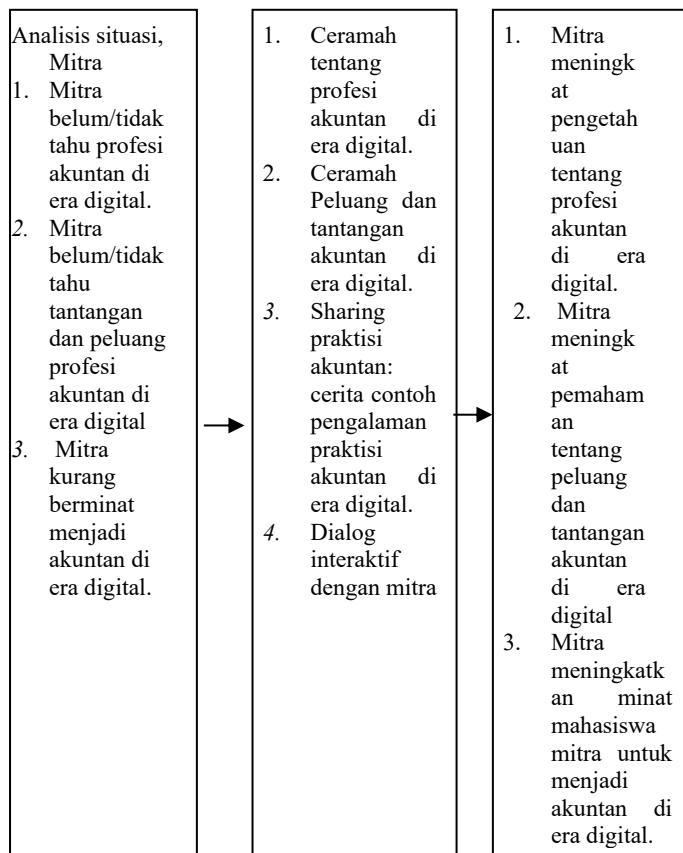 Analisis situasi,
Mitra
1. Mitra
belum/tidak
tahu profesi
akuntan di
era digital.
2. Mitra
belum/tidak
tahu
tantangan
dan peluang
profesi
akuntan di
era digital
3. Mitra
kurang
berminat
menjadi
akuntan di
era digital.
1. Ceramah
tentang
profesi
akuntan di
era digital.
2. Ceramah
Peluang dan
tantangan
akuntan di
era digital.
3. Sharing
praktisi
akuntan:
cerita contoh
pengalaman
praktisi
akuntan di
era digital.
4. Dialog
interaktif
dengan mitra
1. Mitra
meningk
at
pengetah
uan
tentang
profesi
akuntan
di era
digital.
2. Mitra
meningk
at
pemaham
an
tentang
peluang
dan
tantangan
akuntan
di era
digital
3. Mitra
meningkatk
an minat
mahasiswa
mitra untuk
menjadi
akuntan di
era digital.